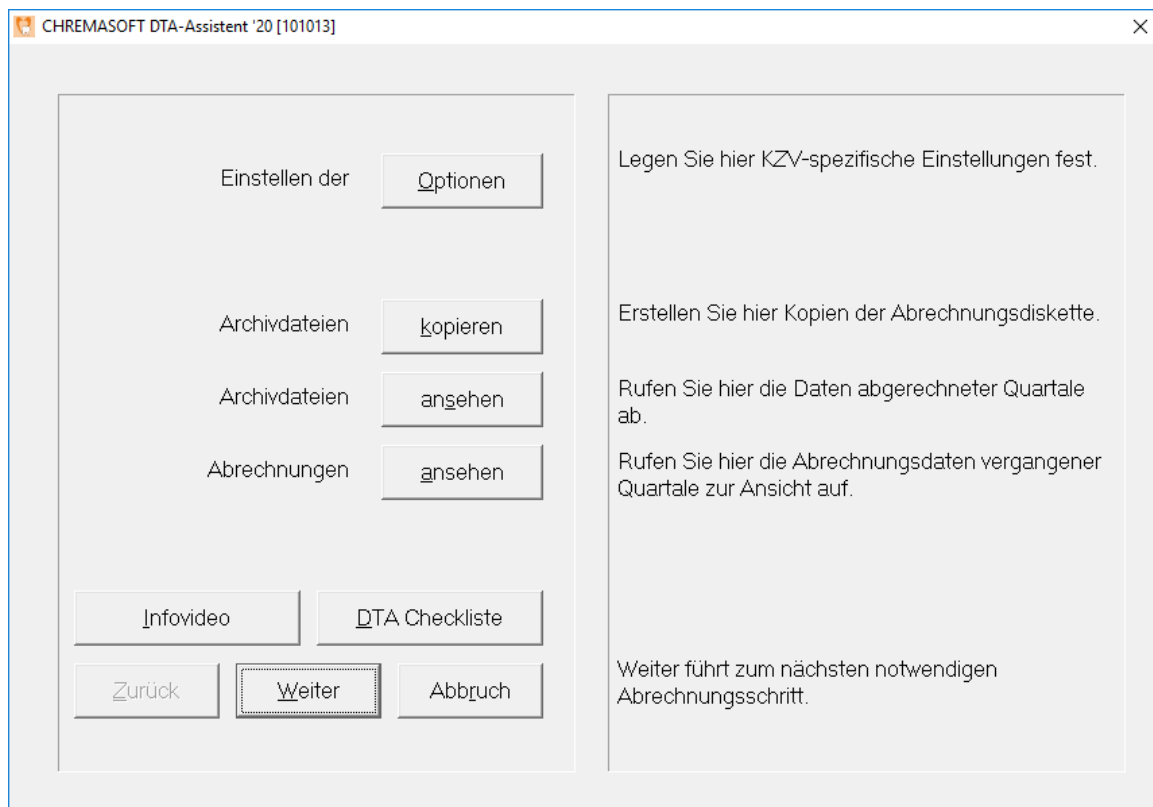 CHREMASOFT DTA-Assistent '20 [101013]
Einstellen der Optionen
Legen Sie hier KZV-spezifische Einstellungen fest.
Archivdateien kopieren
Erstellen Sie hier Kopien der Abrechnungsdiskette.
Archivdateien ansehen
Rufen Sie hier die Daten abgerechneter Quartale
ab.
Abrechnungen ansehen
Rufen Sie hier die Abrechnungsdaten vergangener
Quartale zur Ansicht auf.
Infovideo DTA Checkliste
Zurück Weiter Abbruch
Weiter führt zum nächsten notwendigen
Abrechnungsschritt.